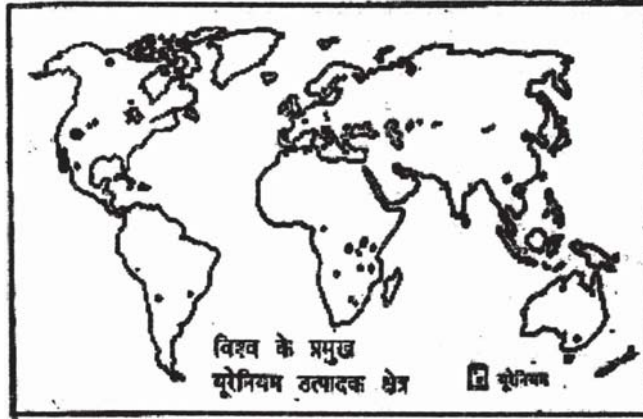 विश्व के प्रमुख
यूरेनियम उत्पादक क्षेत्र
यूरेनियम